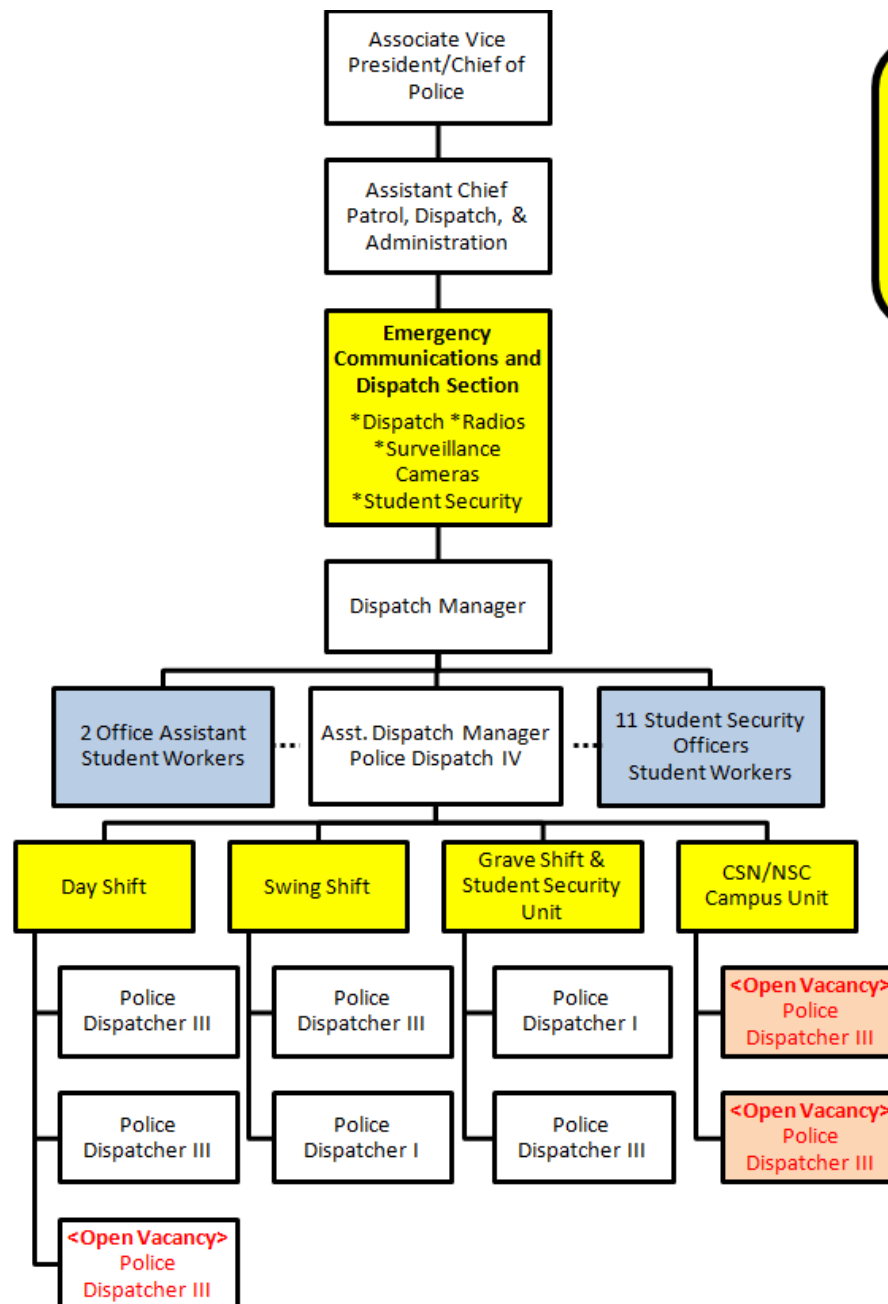 Associate Vice
President/Chief of
Police
Assistant Chief
Patrol, Dispatch, &
Administration
Emergency
Communications and
Dispatch Section
*Dispatch *Radios
*Surveillance
Cameras
*Student Security
Dispatch Manager
2 Office Assistant
Student Workers
Asst. Dispatch Manager
Police Dispatch IV
11 Student Security
Officers
Student Workers
Day Shift
Swing Shift
Grave Shift &
Student Security
Unit
CSN/NSC
Campus Unit
Police
Dispatcher III
Police
Dispatcher III
Police
Dispatcher I
<Open Vacancy>
Police
Dispatcher III
Police
Dispatcher III
Police
Dispatcher I
Police
Dispatcher III
<Open Vacancy>
Police
Dispatcher III
<Open Vacancy>
Police
Dispatcher III